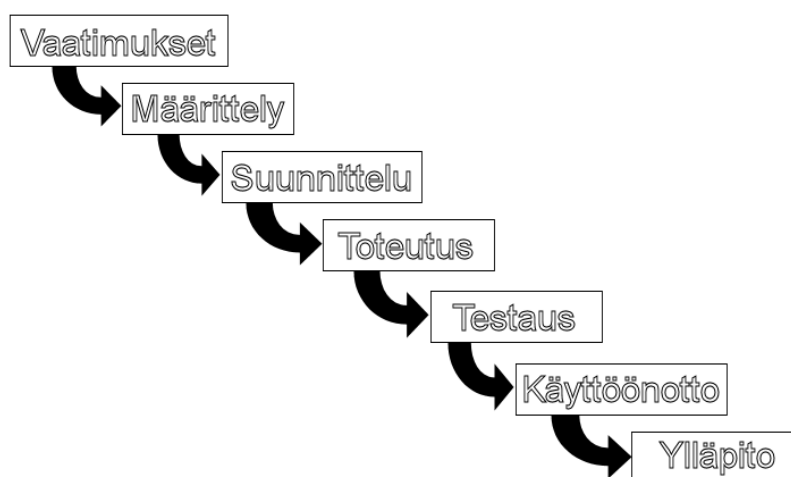 Vaatimukset
Määrittely
Suunnittelu
Toteutus
Testaus
Käyttöönotto
Ylläpito